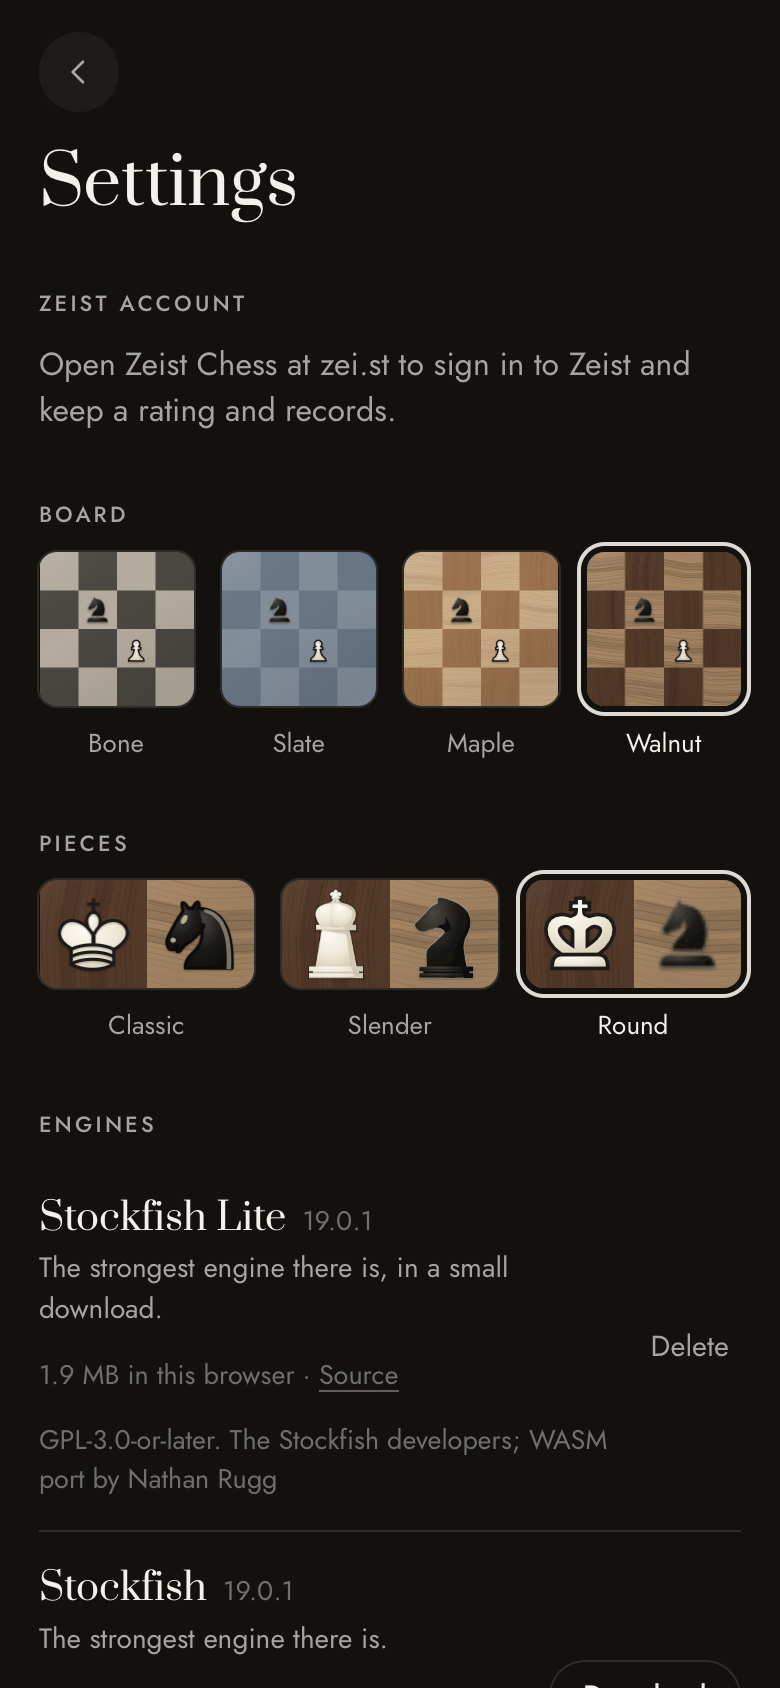 Settings
ZEIST ACCOUNT
Open Zeist Chess at zei.st to sign in to Zeist and
keep a rating and records.
BOARD
Bone
Slate
Maple
Walnut
PIECES
Classic
Slender
Round
ENGINES
Stockfish Lite 19.0.1
The strongest engine there is, in a small
download.
Delete
1.9 MB in this browser · Source
GPL-3.0-or-later. The Stockfish developers; WASM
port by Nathan Rugg
Stockfish 19.0.1
The strongest engine there is.